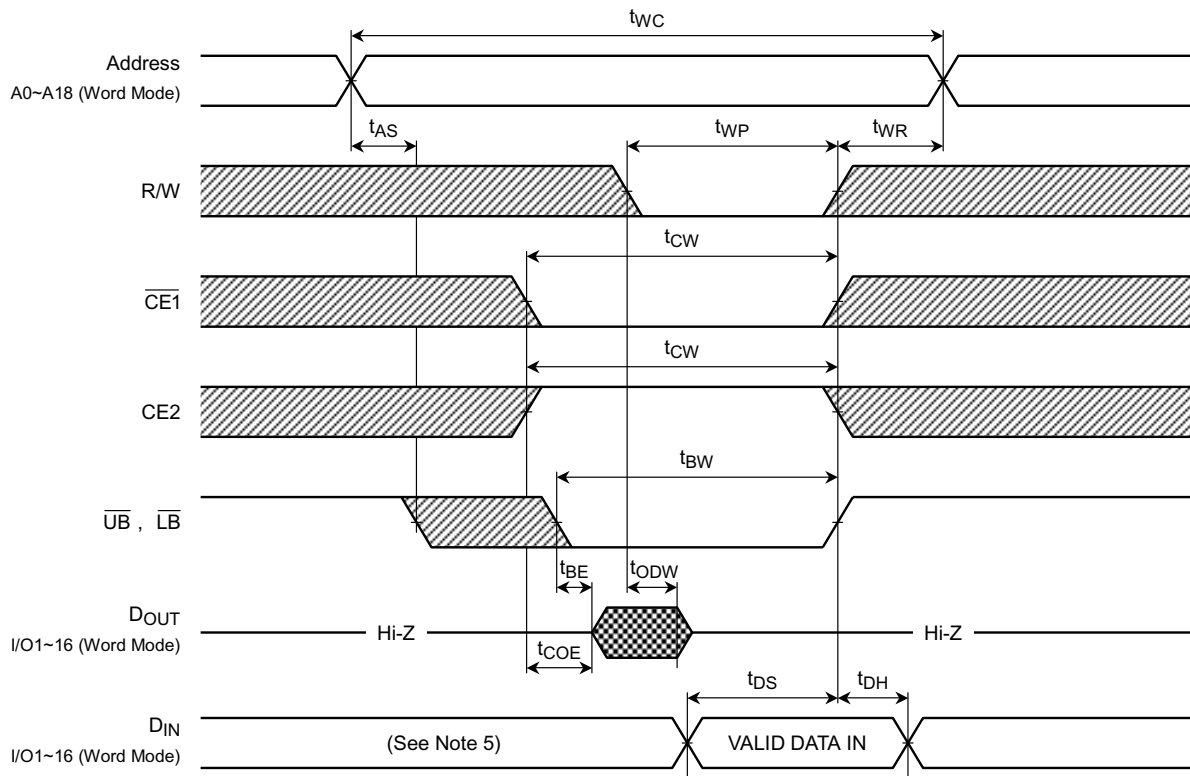 tWC
Address
A0~A18 (Word Mode)
tAS
tWP
tWR
R/W
tCW
CE1
tCW
CE2
tBW
UB , LB
tBE
tODW
DOUT
I/O1~16 (Word Mode)
Hi-Z
Hi-Z
tCOE
tDS
tDH
DIN
I/O1~16 (Word Mode)
(See Note 5)
VALID DATA IN